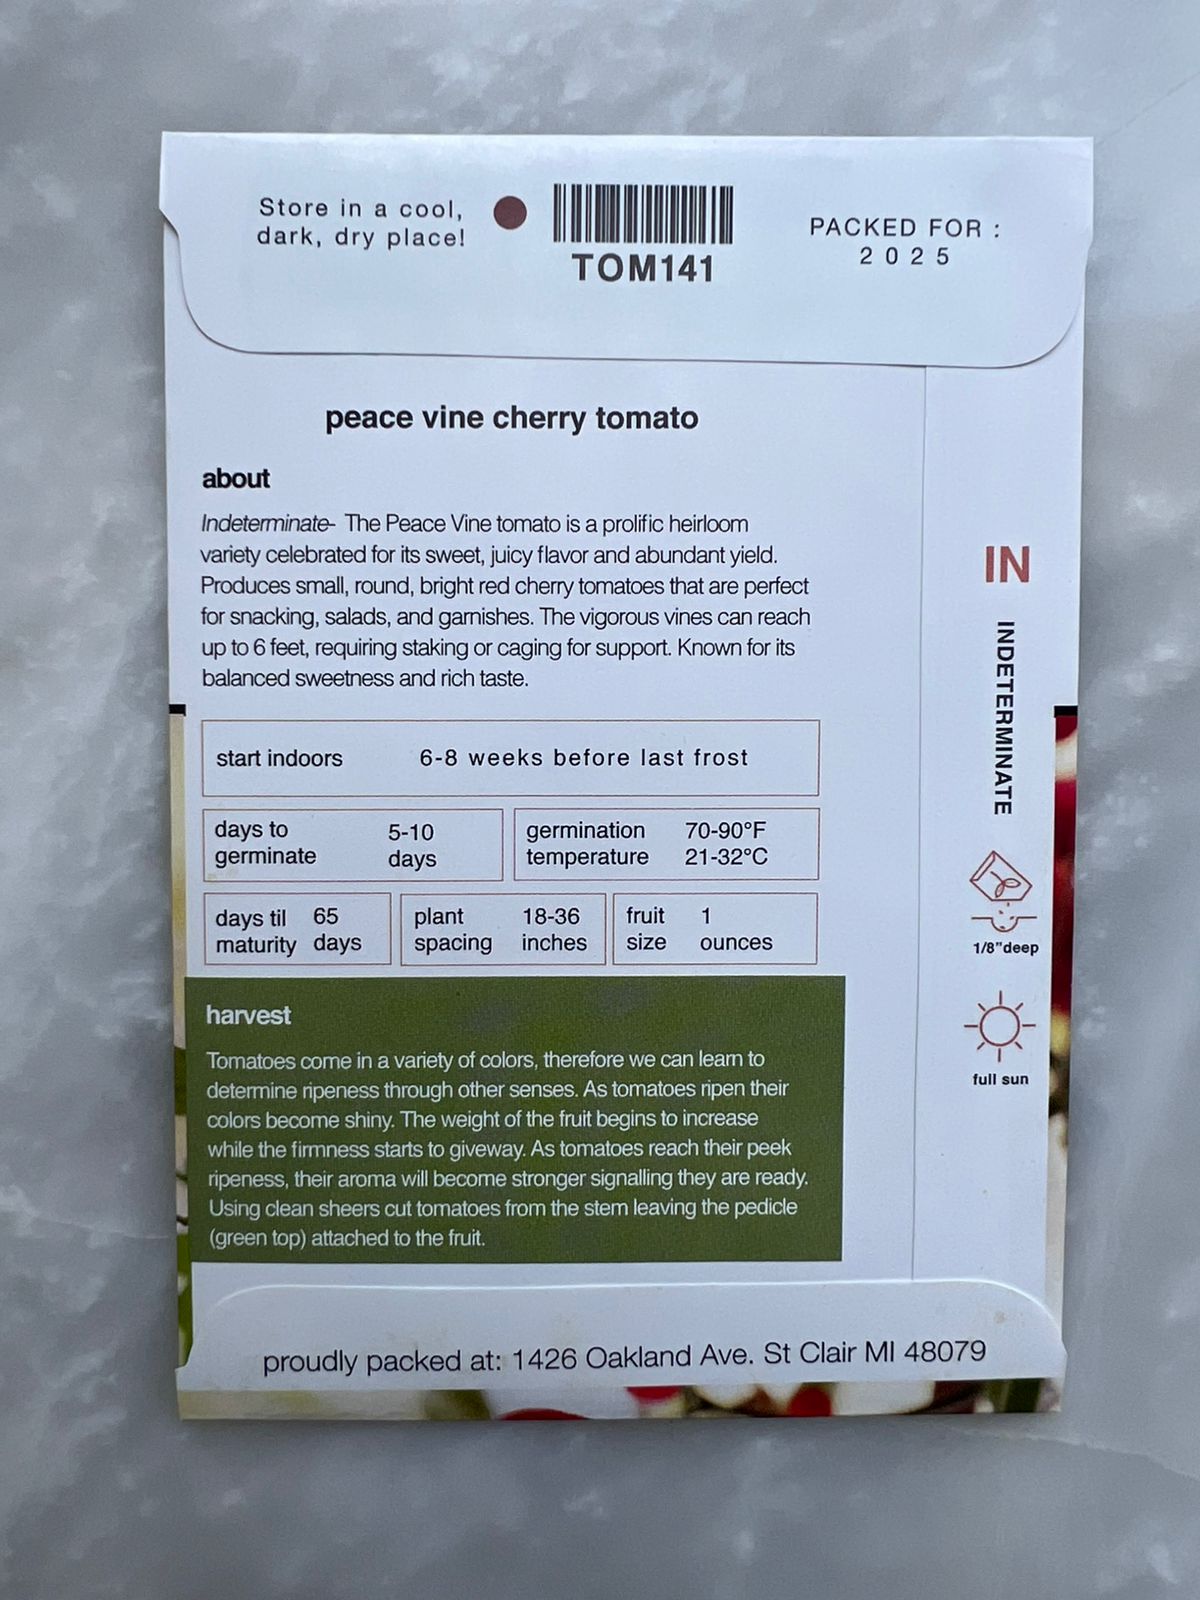 Store in a cool,
dark, dry place!
TOM141
PACKED FOR :
2025
peace vine cherry tomato
about
Indeterminate- The Peace Vine tomato is a prolific heirloom
variety celebrated for its sweet, juicy flavor and abundant yield.
Produces small, round, bright red cherry tomatoes that are perfect
for snacking, salads, and garnishes. The vigorous vines can reach
up to 6 feet, requiring staking or caging for support. Known for its
balanced sweetness and rich taste.
start indoors 6-8 weeks before last frost
days to
germinate
5-10
days
germination
temperature
70-90°F
21-32°C
days til
maturity
65
days
plant
spacing
18-36
inches
fruit
size
1
ounces
harvest
Tomatoes come in a variety of colors, therefore we can learn to
determine ripeness through other senses. As tomatoes ripen their
colors become shiny. The weight of the fruit begins to increase
while the firmness starts to giveway. As tomatoes reach their peek
ripeness, their aroma will become stronger signalling they are ready.
Using clean sheers cut tomatoes from the stem leaving the pedicle
(green top) attached to the fruit.
IN
INDETERMINATE
1/8"deep
full sun
proudly packed at: 1426 Oakland Ave. St Clair MI 48079